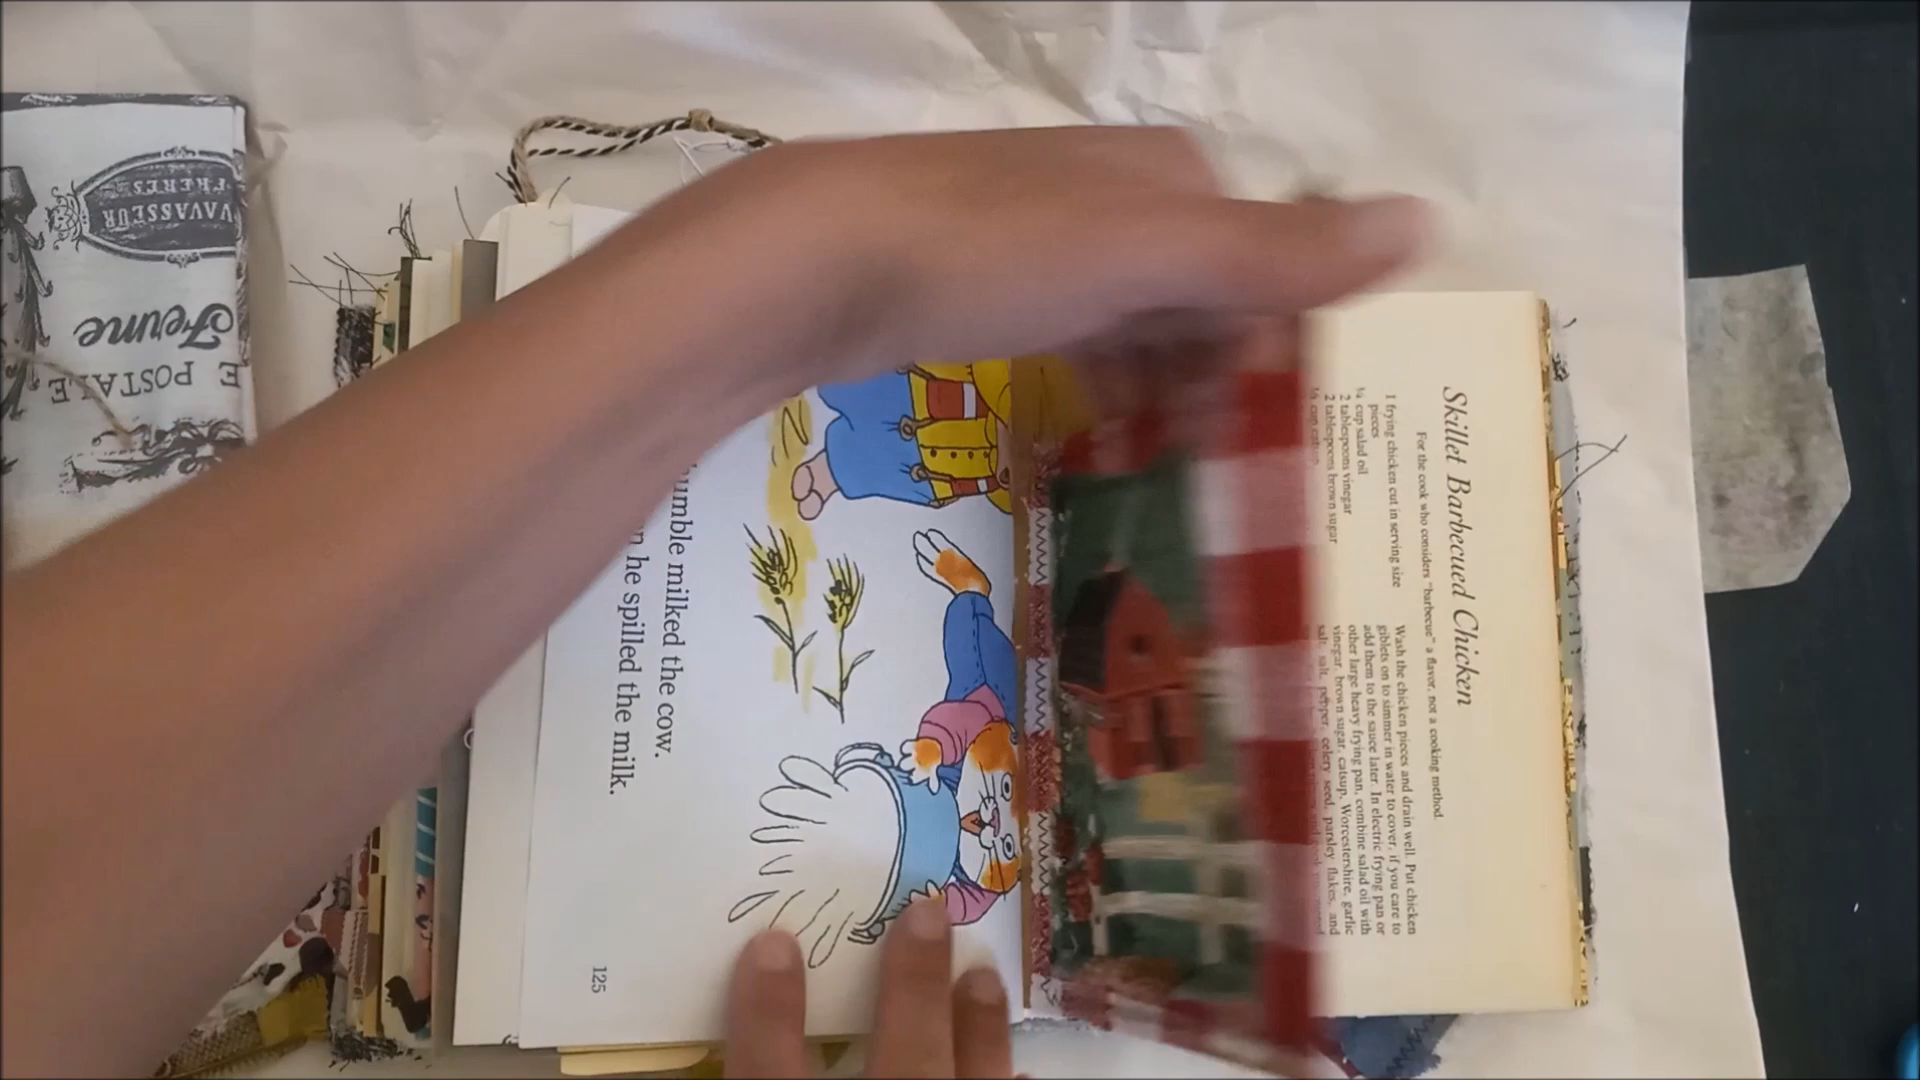 VAVASSEUR
FRERES
Ferme
E POSTALE
umble milked the cow.
n he spilled the milk.
125
Skillet Barbecued Chicken
For the cook who considers "barbecue" a flavor, not a cooking method.
1 frying chicken cut in serving size
pieces
¼ cup salad oil
2 tablespoons vinegar
2 tablespoons brown sugar
cup catsup
Wash the chicken pieces and drain well. Put chicken
giblets on to simmer in water to cover, if you care to
add them to the sauce later. In electric frying pan or
other large heavy frying pan, combine salad oil with
vinegar, brown sugar, catsup, Worcestershire, garlic
salt, salt, pepper, celery seed, parsley flakes, and